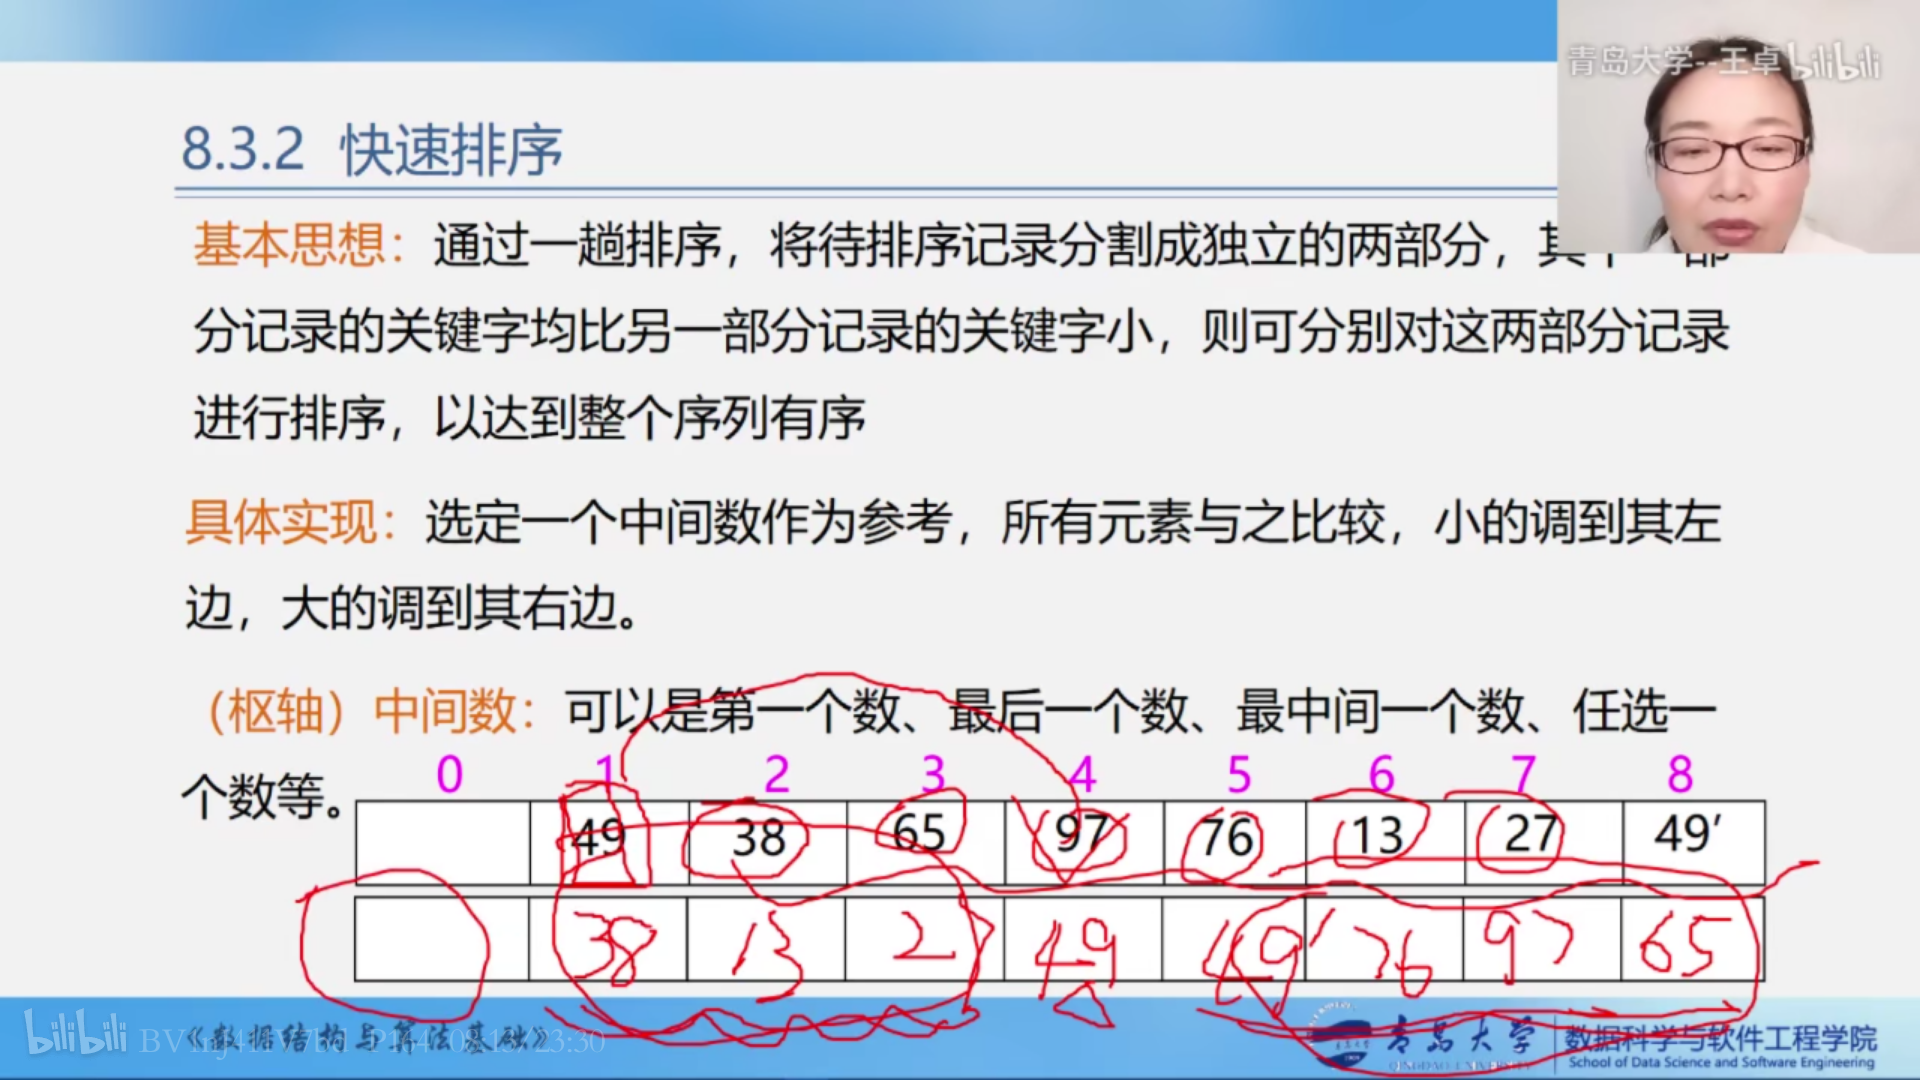 青岛大学--王卓 bilibili
8.3.2 快速排序
基本思想：通过一趟排序，将待排序记录分割成独立的两部分，其中一部
分记录的关键字均比另一部分记录的关键字小，则可分别对这两部分记录
进行排序，以达到整个序列有序
具体实现：选定一个中间数作为参考，所有元素与之比较，小的调到其左
边，大的调到其右边。
（枢轴）中间数：可以是第一个数、最后一个数、最中间一个数、任选一
个数等。
0 1 2 3 4 5 6 7 8
49 38 65 97 76 13 27 49′
38 13 2 49 49′ 76 97 65
bilibili
《数据结构与算法基础》
青岛大学 数据科学与软件工程学院
QINGDAO UNIVERSITY School of Data Science and Software Engineering